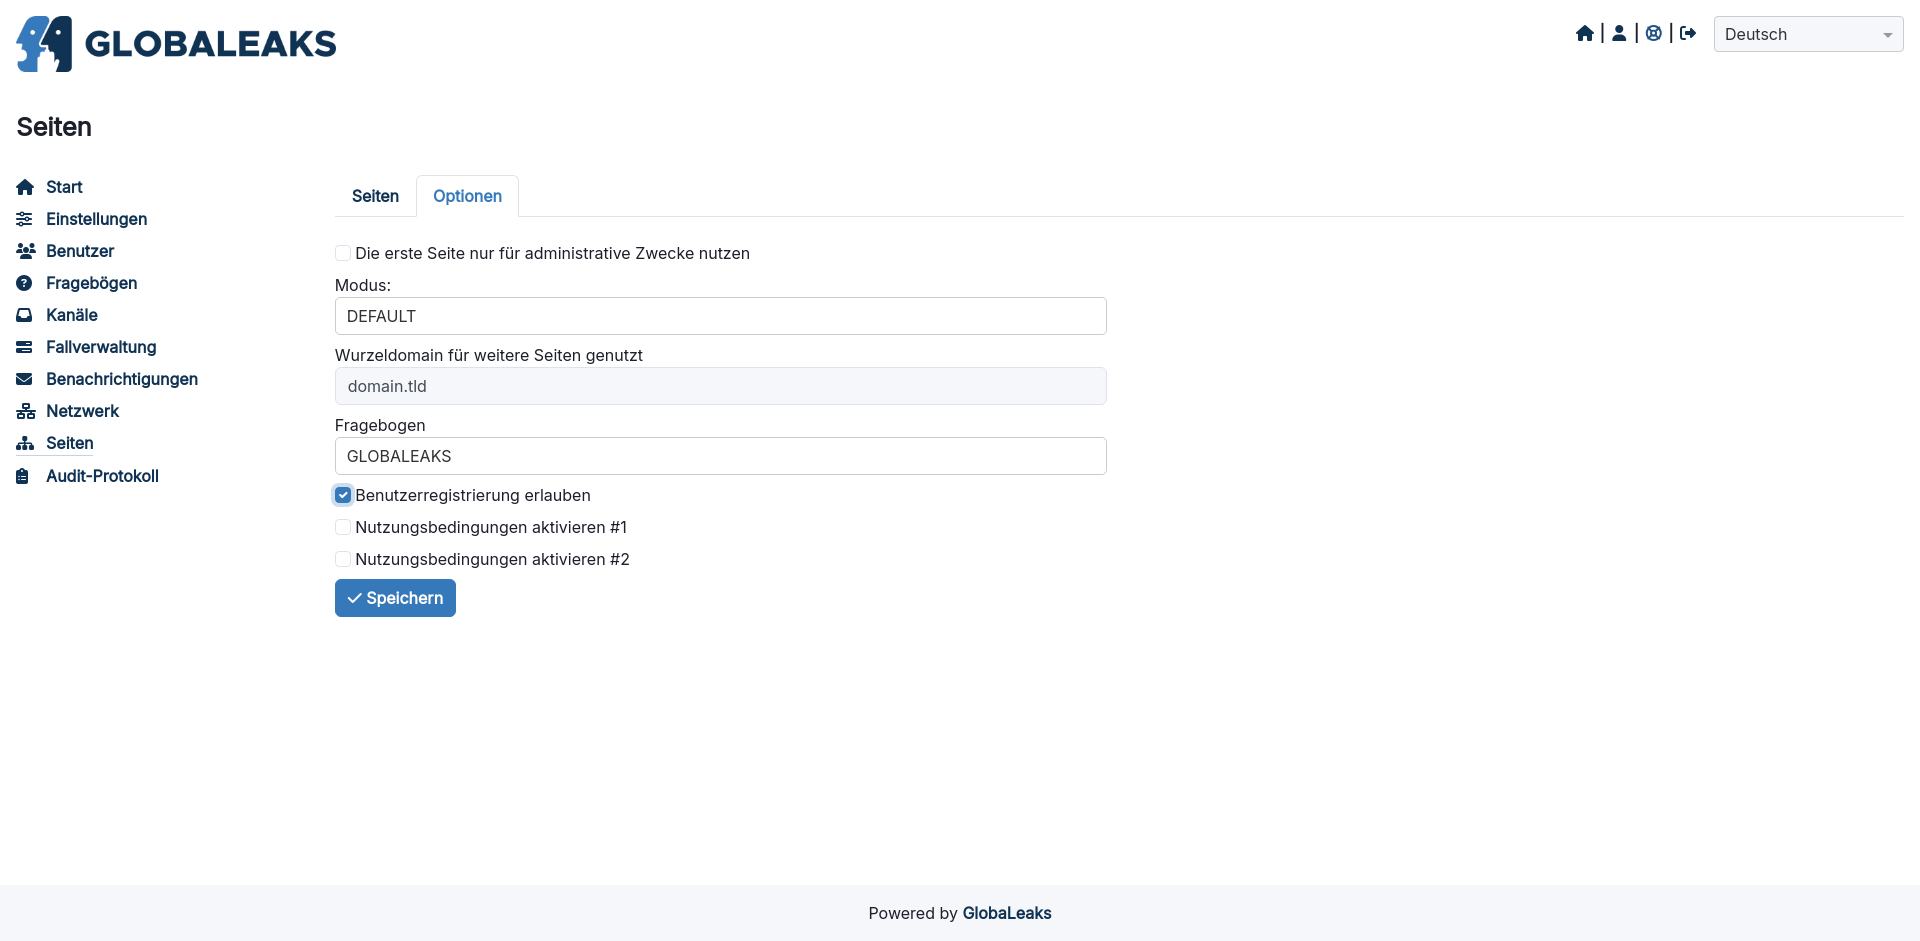 GLOBALEAKS
Deutsch
Seiten
Start
Einstellungen
Benutzer
Fragebögen
Kanäle
Fallverwaltung
Benachrichtigungen
Netzwerk
Seiten
Audit-Protokoll
Seiten
Optionen
Die erste Seite nur für administrative Zwecke nutzen
Modus:
DEFAULT
Wurzeldomain für weitere Seiten genutzt
domain.tld
Fragebogen
GLOBALEAKS
Benutzerregistrierung erlauben
Nutzungsbedingungen aktivieren #1
Nutzungsbedingungen aktivieren #2
Speichern
Powered by GlobaLeaks